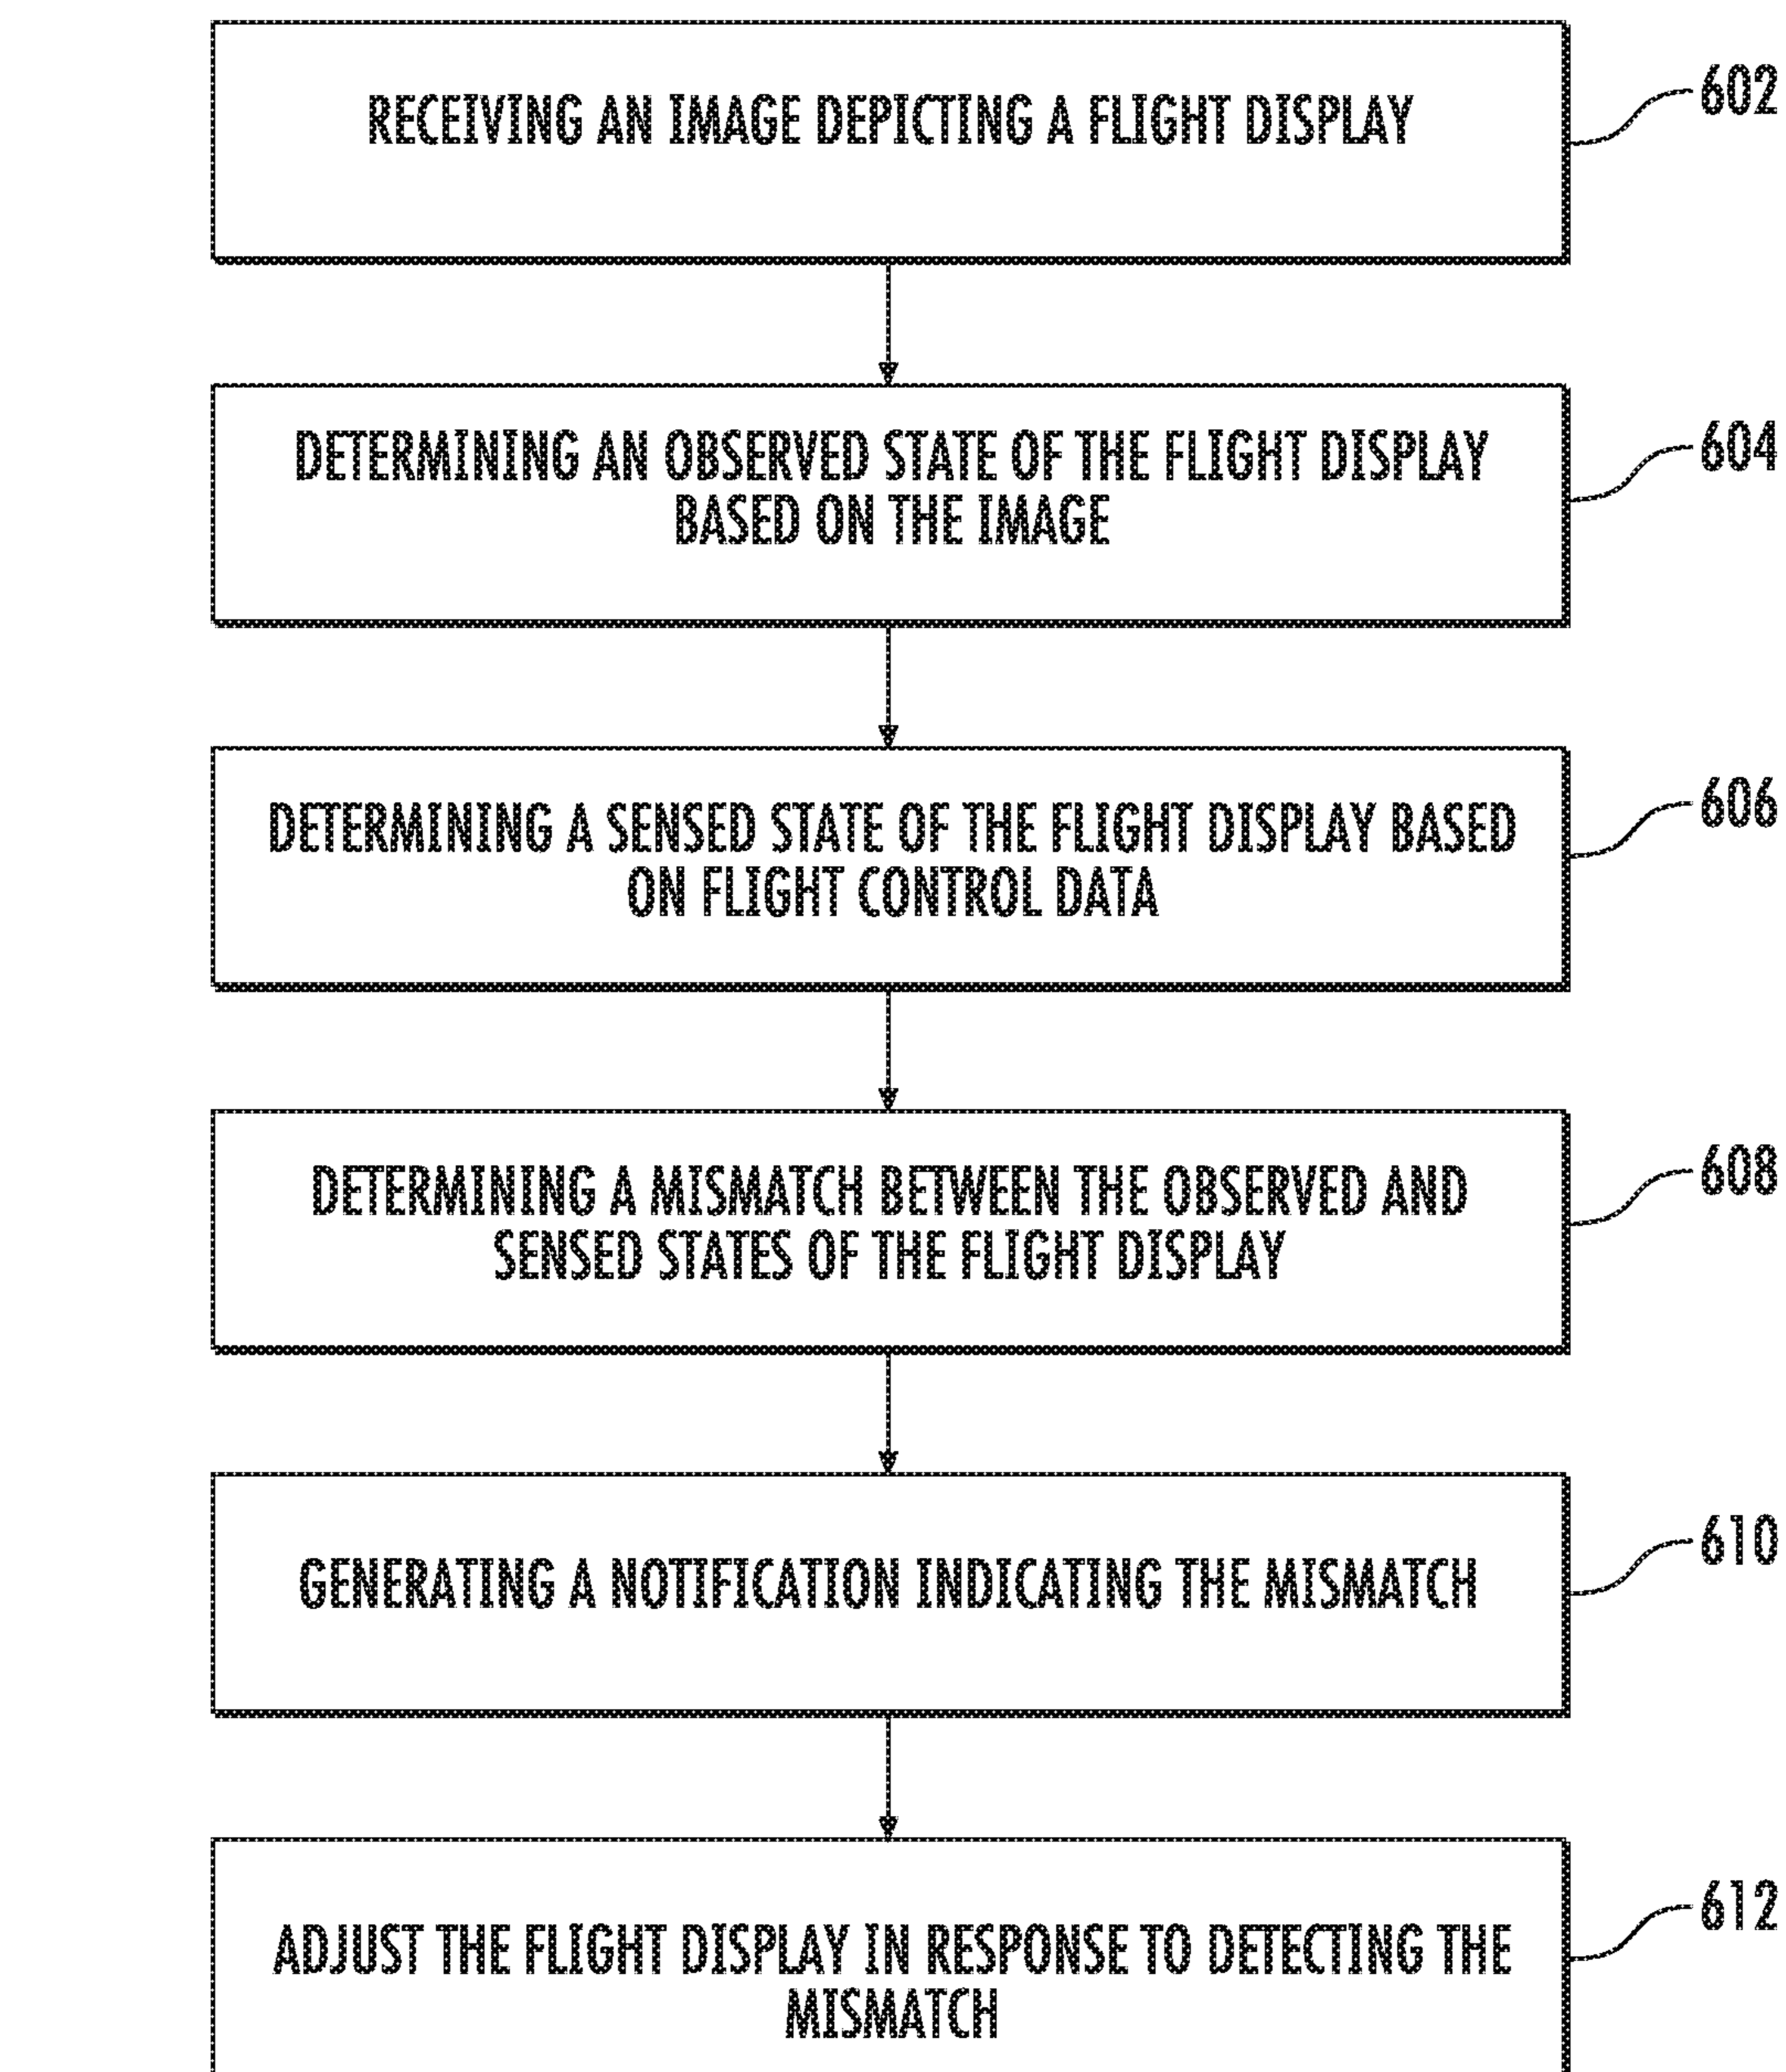 RECEIVING AN IMAGE DEPICTING A FLIGHT DISPLAY
602
DETERMINING AN OBSERVED STATE OF THE FLIGHT DISPLAY
BASED ON THE IMAGE
604
DETERMINING A SENSED STATE OF THE FLIGHT DISPLAY BASED
ON FLIGHT CONTROL DATA
606
DETERMINING A MISMATCH BETWEEN THE OBSERVED AND
SENSED STATES OF THE FLIGHT DISPLAY
608
GENERATING A NOTIFICATION INDICATING THE MISMATCH
610
ADJUST THE FLIGHT DISPLAY IN RESPONSE TO DETECTING THE
MISMATCH
612